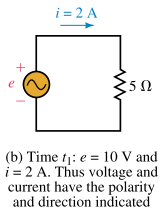 i = 2 A
+
e
5 Ω
−
(b) Time t₁: e = 10 V and
i = 2 A. Thus voltage and
current have the polarity
and direction indicated